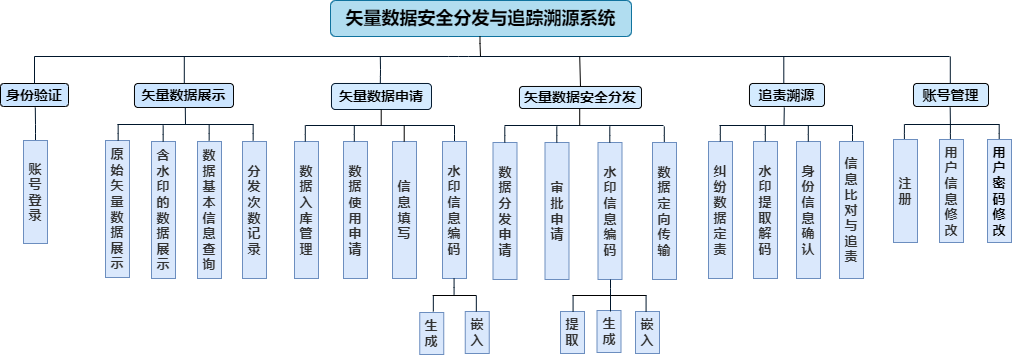 矢量数据安全分发与追踪溯源系统
身份验证
矢量数据展示
矢量数据申请
矢量数据安全分发
追责溯源
账号管理
账号登录
原始矢量数据展示
含水印的数据展示
数据基本信息查询
分发次数记录
数据入库管理
数据使用申请
信息填写
水印信息编码
数据分发申请
审批申请
水印信息编码
数据定向传输
纠纷数据定责
水印提取解码
身份信息确认
信息比对与追责
注册
用户信息修改
用户密码修改
生成
嵌入
提取
生成
嵌入